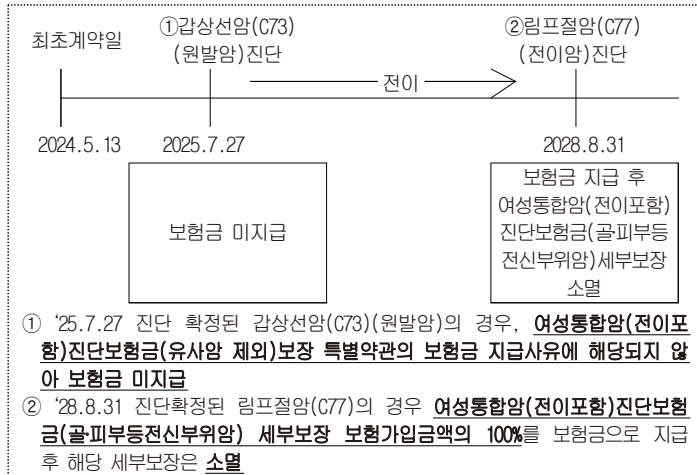 최초계약일
①갑상선암(C73)
(원발암)진단
②림프절암(C77)
(전이암)진단
전이
2024.5.13
2025.7.27
2028.8.31
보험금 미지급
보험금 지급 후
여성통합암(전이포함)
진단보험금(골·피부등
전신부위암)세부보장
소멸
① ‘25.7.27 진단 확정된 갑상선암(C73)(원발암)의 경우, 여성통합암(전이포
함)진단보험금(유사암 제외)보장 특별약관의 보험금 지급사유에 해당되지 않
아 보험금 미지급
② ‘28.8.31 진단확정된 림프절암(C77)의 경우 여성통합암(전이포함)진단보험
금(골·피부등전신부위암) 세부보장 보험가입금액의 100%를 보험금으로 지급
후 해당 세부보장은 소멸